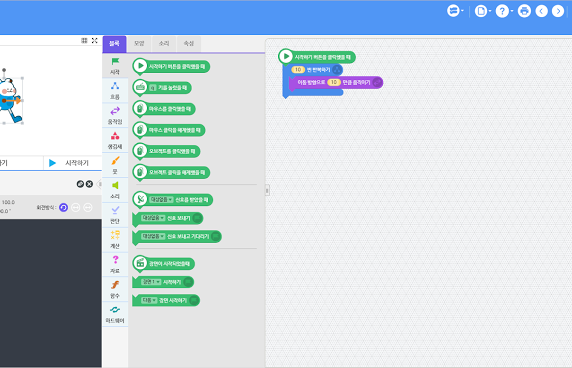 블록 모양 소리 속성
시작
흐름
움직임
생김새
붓
소리
판단
계산
자료
함수
하드웨어
시작하기 버튼을 클릭했을 때
q 키를 눌렀을 때
마우스를 클릭했을 때
마우스 클릭을 해제했을 때
오브젝트를 클릭했을 때
오브젝트 클릭을 해제했을 때
대상없음 신호를 받았을 때
대상없음 신호 보내기
대상없음 신호 보내고 기다리기
장면이 시작되었을때
장면 1 시작하기
다음 장면 시작하기
시작하기 버튼을 클릭했을 때
10 번 반복하기
이동 방향으로 10 만큼 움직이기
하기 시작하기
100.0
90.0°
회전방식 :